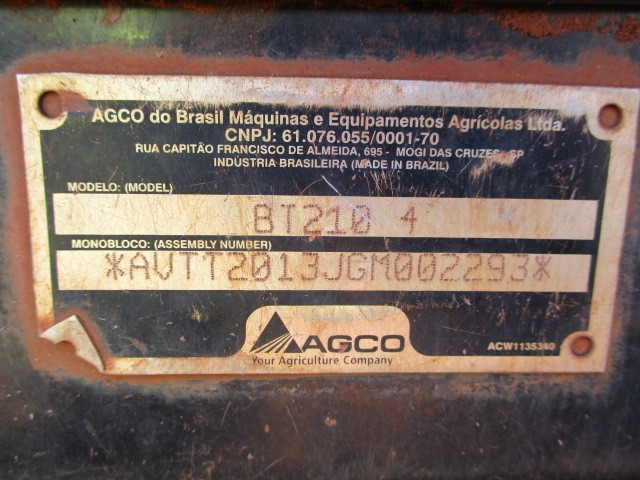 AGCO do Brasil Máquinas e Equipamentos Agrícolas Ltda.
CNPJ: 61.076.055/0001-70
RUA CAPITÃO FRANCISCO DE ALMEIDA, 695 - MOGI DAS CRUZES - SP
INDÚSTRIA BRASILEIRA (MADE IN BRAZIL)
MODELO: (MODEL)
BT210 4
MONOBLOCO: (ASSEMBLY NUMBER)
*AVTT2013JGM002293*
AGCO
Your Agriculture Company
ACW1135340